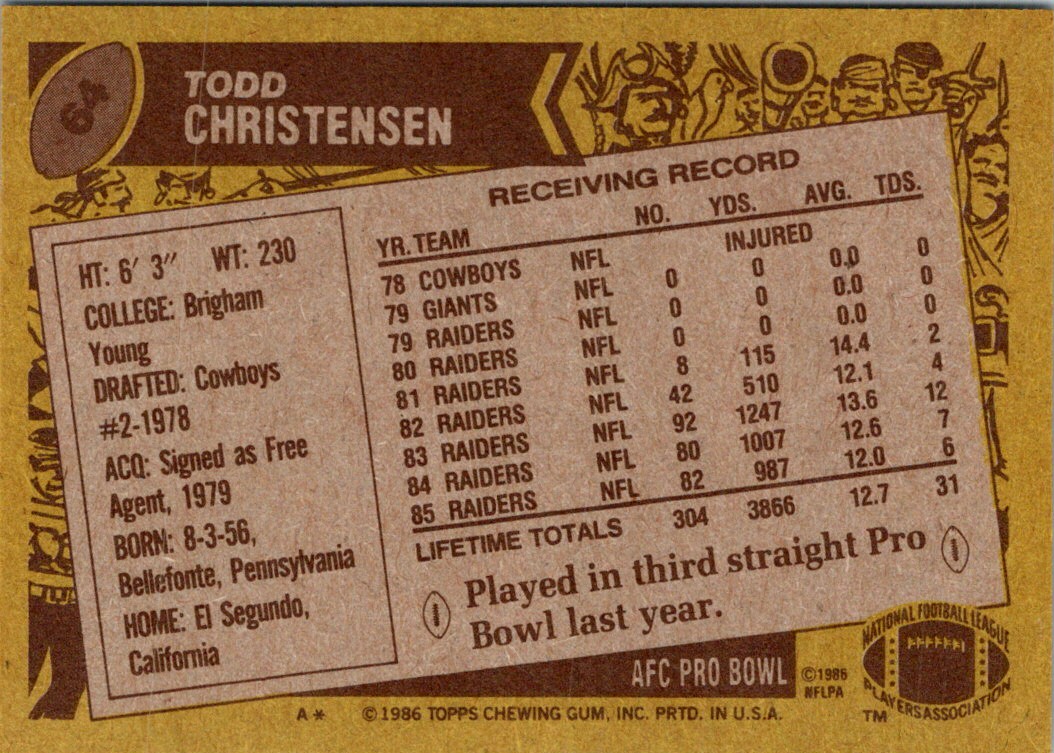 64
TODD
CHRISTENSEN
HT: 6′ 3″ WT: 230
COLLEGE: Brigham
Young
DRAFTED: Cowboys
#2-1978
ACQ: Signed as Free
Agent, 1979
BORN: 8-3-56,
Bellefonte, Pennsylvania
HOME: El Segundo,
California
RECEIVING RECORD
YR. TEAM NO. YDS. AVG. TDS.
78 COWBOYS NFL INJURED
79 GIANTS NFL 0 0 0.0 0
79 RAIDERS NFL 0 0 0.0 0
80 RAIDERS NFL 0 0 0.0 0
81 RAIDERS NFL 8 115 14.4 2
82 RAIDERS NFL 42 510 12.1 4
83 RAIDERS NFL 92 1247 13.6 12
84 RAIDERS NFL 80 1007 12.6 7
85 RAIDERS NFL 82 987 12.0 6
LIFETIME TOTALS 304 3866 12.7 31
Played in third straight Pro
Bowl last year.
AFC PRO BOWL
©1986
NFLPA
NATIONAL FOOTBALL LEAGUE
PLAYERS ASSOCIATION
TM
A* ©1986 TOPPS CHEWING GUM, INC. PRTD. IN U.S.A.